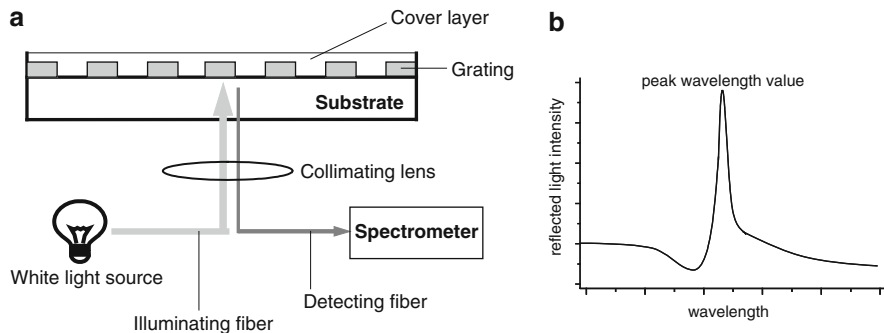 a
Cover layer
Grating
Substrate
Collimating lens
White light source
Spectrometer
Illuminating fiber
Detecting fiber
b
peak wavelength value
reflected light intensity
wavelength